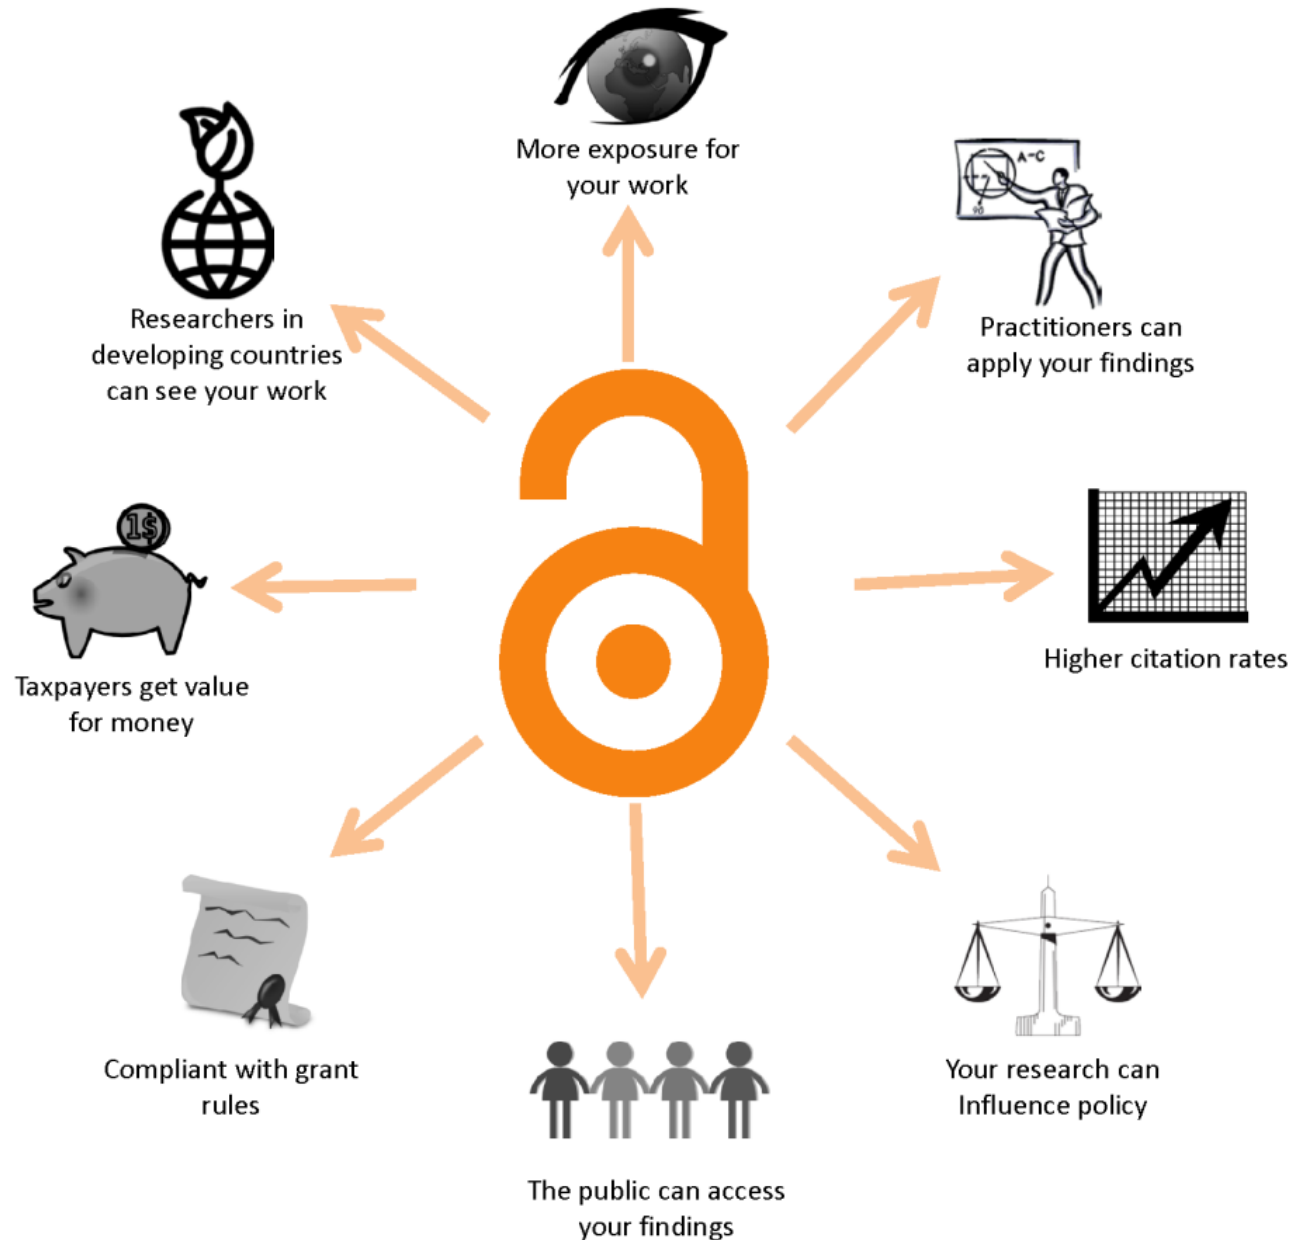 More exposure for
your work
A-C
90
Practitioners can
apply your findings
Researchers in
developing countries
can see your work
1$
Higher citation rates
Taxpayers get value
for money
Compliant with grant
rules
Your research can
Influence policy
The public can access
your findings